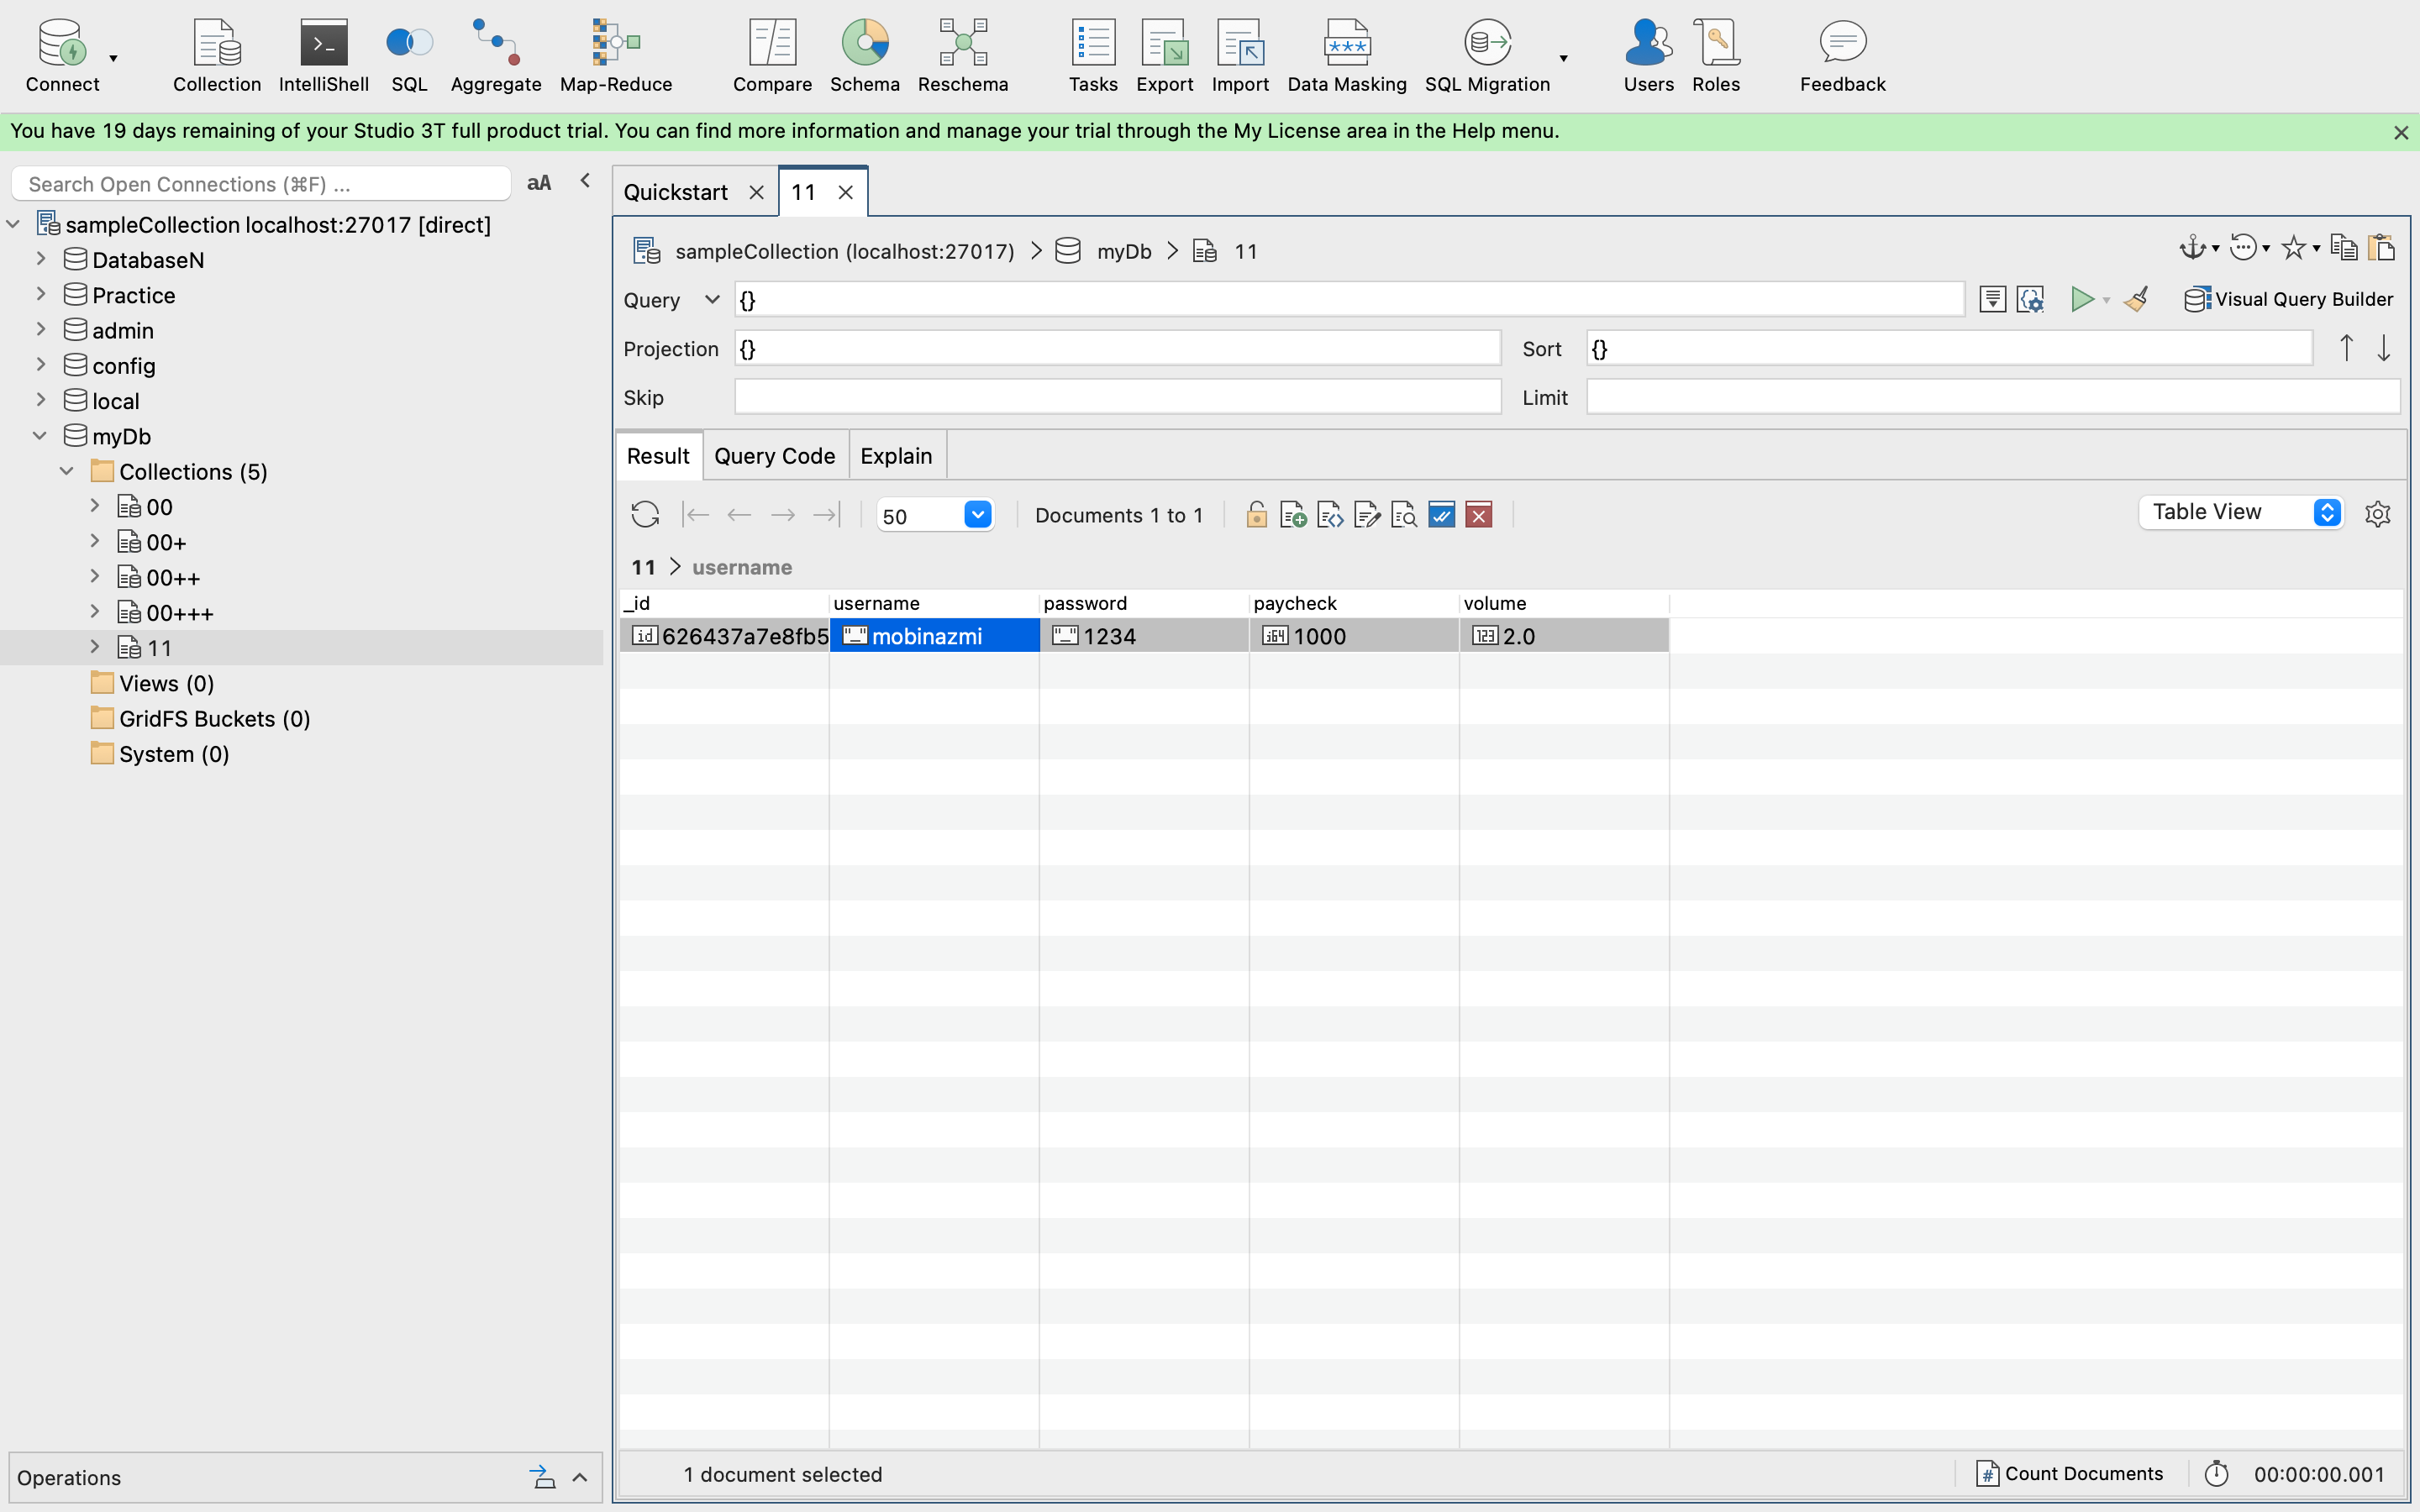 Connect Collection IntelliShell SQL Aggregate Map-Reduce Compare Schema Reschema Tasks Export Import Data Masking SQL Migration Users Roles Feedback
You have 19 days remaining of your Studio 3T full product trial. You can find more information and manage your trial through the My License area in the Help menu.
Search Open Connections (⌘F) ... aA
sampleCollection localhost:27017 [direct]
DatabaseN
Practice
admin
config
local
myDb
Collections (5)
00
00+
00++
00+++
11
Views (0)
GridFS Buckets (0)
System (0)
Operations
Quickstart 11
sampleCollection (localhost:27017) > myDb > 11
Query {} Visual Query Builder
Projection {} Sort {}
Skip Limit
Result Query Code Explain
50 Documents 1 to 1 Table View
11 > username
_id username password paycheck volume
id 626437a7e8fb5 "_" mobinazmi "_" 1234 i64 1000 123 2.0
1 document selected # Count Documents 00:00:00.001